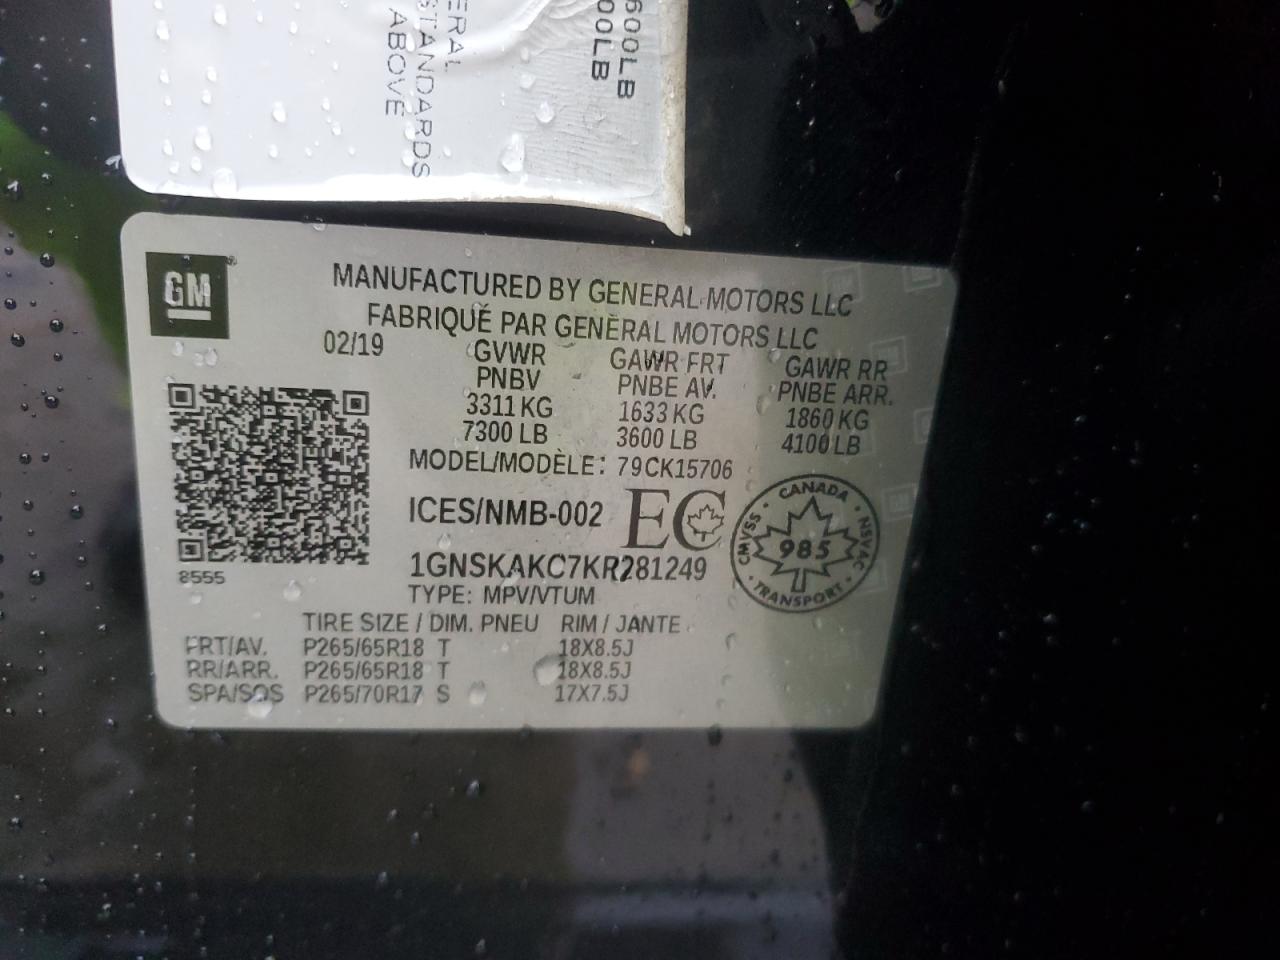 600LB
00LB
ERAL
STANDARDS
ABOVE
GM
MANUFACTURED BY GENERAL MOTORS LLC
FABRIQUÉ PAR GENERAL MOTORS LLC
02/19
GVWR GAWR FRT GAWR RR
PNBV PNBE AV. PNBE ARR.
3311 KG 1633 KG 1860 KG
7300 LB 3600 LB 4100 LB
MODEL/MODÈLE: 79CK15706
ICES/NMB-002 EC
CANADA
CMVSS 985 NSVAC
TRANSPORT
8555
1GNSKAKC7KR281249
TYPE: MPV/VTUM
TIRE SIZE / DIM. PNEU RIM / JANTE
FRT/AV. P265/65R18 T 18X8.5J
RR/ARR. P265/65R18 T 18X8.5J
SPA/SOS P265/70R17 S 17X7.5J